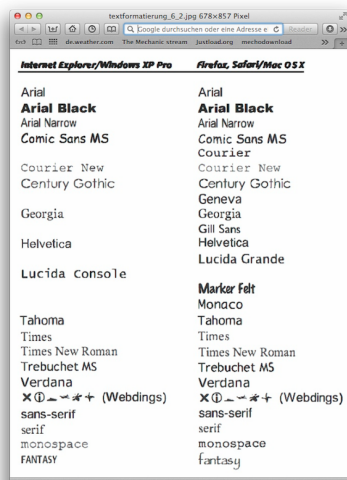 textformatierung_6_2.jpg 678×857 Pixel
Google durchsuchen oder eine Adresse e
Reader
En3 de.weather.com The Mechanic stream Justload.org mechodownload
Internet Explorer/Windows XP Pro Firefox, Safari/Mac OS X
Arial Arial
Arial Black Arial Black
Arial Narrow Arial Narrow
Comic Sans MS Comic Sans MS
Courier
Courier New Courier New
Century Gothic Century Gothic
Geneva
Georgia Georgia
Gill Sans
Helvetica Helvetica
Lucida Grande
Lucida Console
Marker Felt
Monaco
Tahoma Tahoma
Times Times
Times New Roman Times New Roman
Trebuchet MS Trebuchet MS
Verdana Verdana
(Webdings) (Webdings)
sans-serif sans-serif
serif serif
monospace monospace
FANTASY fantasy